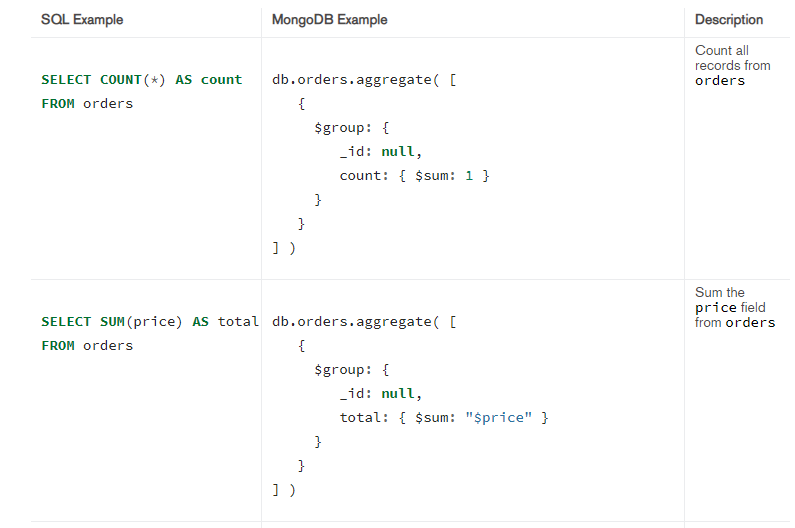 SQL Example MongoDB Example Description
SELECT COUNT(*) AS count
FROM orders
db.orders.aggregate( [
{
$group: {
_id: null,
count: { $sum: 1 }
}
}
] )
Count all
records from
orders
SELECT SUM(price) AS total
FROM orders
db.orders.aggregate( [
{
$group: {
_id: null,
total: { $sum: "$price" }
}
}
] )
Sum the
price field
from orders